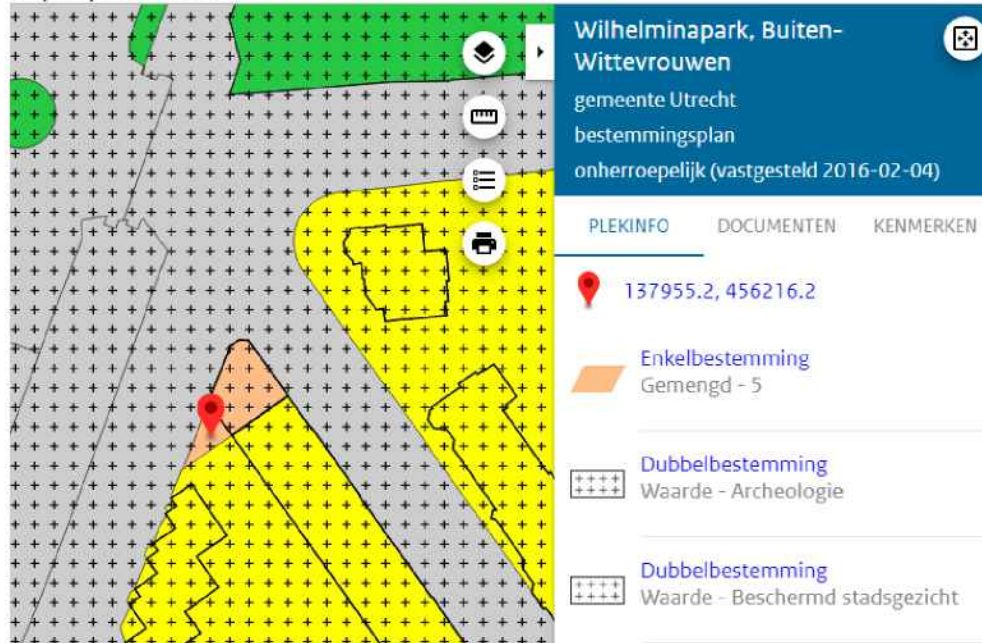 Wilhelminapark, Buiten-
Wittevrouwen
gemeente Utrecht
bestemmingsplan
onherroepelijk (vastgesteld 2016-02-04)
PLEKINFO DOCUMENTEN KENMERKEN
137955.2, 456216.2
Enkelbestemming
Gemengd - 5
Dubbelbestemming
Waarde - Archeologie
Dubbelbestemming
Waarde - Beschermd stadsgezicht